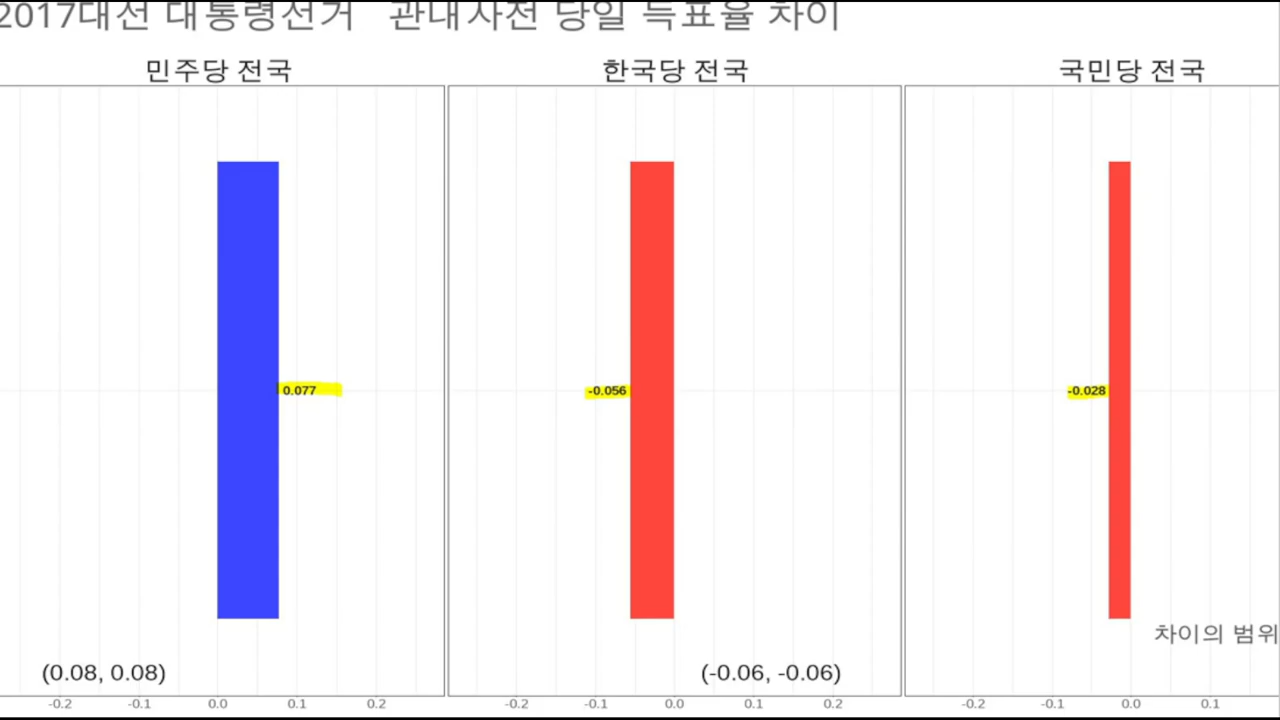 2017대선 대통령선거 관내사전 당일 득표율 차이
민주당 전국
한국당 전국
국민당 전국
0.077
-0.056
-0.028
차이의 범위
(0.08, 0.08)
(-0.06, -0.06)
-0.2 -0.1 0.0 0.1 0.2
-0.2 -0.1 0.0 0.1 0.2
-0.2 -0.1 0.0 0.1